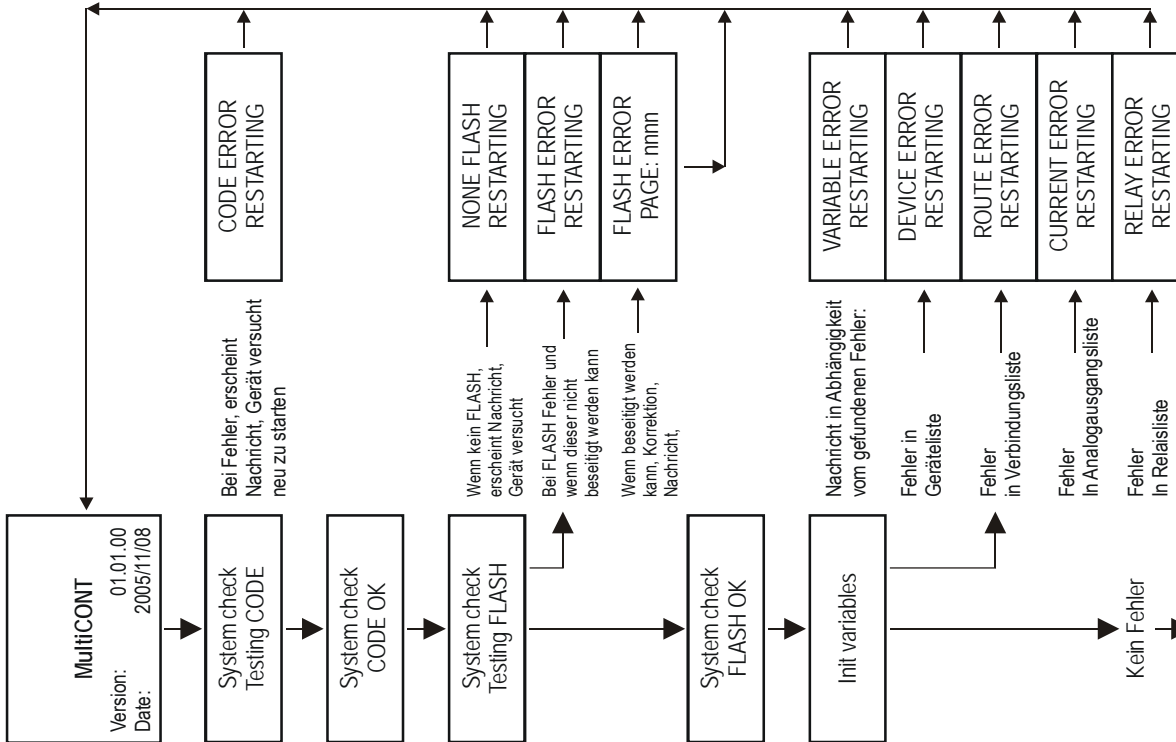 MultiCONT
Version: 01.01.00
Date: 2005/11/08
System check
Testing CODE
Bei Fehler, erscheint
Nachricht, Gerät versucht
neu zu starten
CODE ERROR
RESTARTING
System check
CODE OK
System check
Testing FLASH
Wenn kein FLASH,
erscheint Nachricht,
Gerät versucht
NONE FLASH
RESTARTING
Bei FLASH Fehler und
wenn dieser nicht
beseitigt werden kann
FLASH ERROR
RESTARTING
Wenn beseitigt werden
kann, Korrektion,
Nachricht,
FLASH ERROR
PAGE: nnnn
System check
FLASH OK
Init variables
Nachricht in Abhängigkeit
vom gefundenen Fehler:
VARIABLE ERROR
RESTARTING
Fehler in
Geräteliste
DEVICE ERROR
RESTARTING
Fehler
in Verbindungsliste
ROUTE ERROR
RESTARTING
Fehler
In Analogausgangsliste
CURRENT ERROR
RESTARTING
Fehler
In Relaisliste
RELAY ERROR
RESTARTING
Kein Fehler